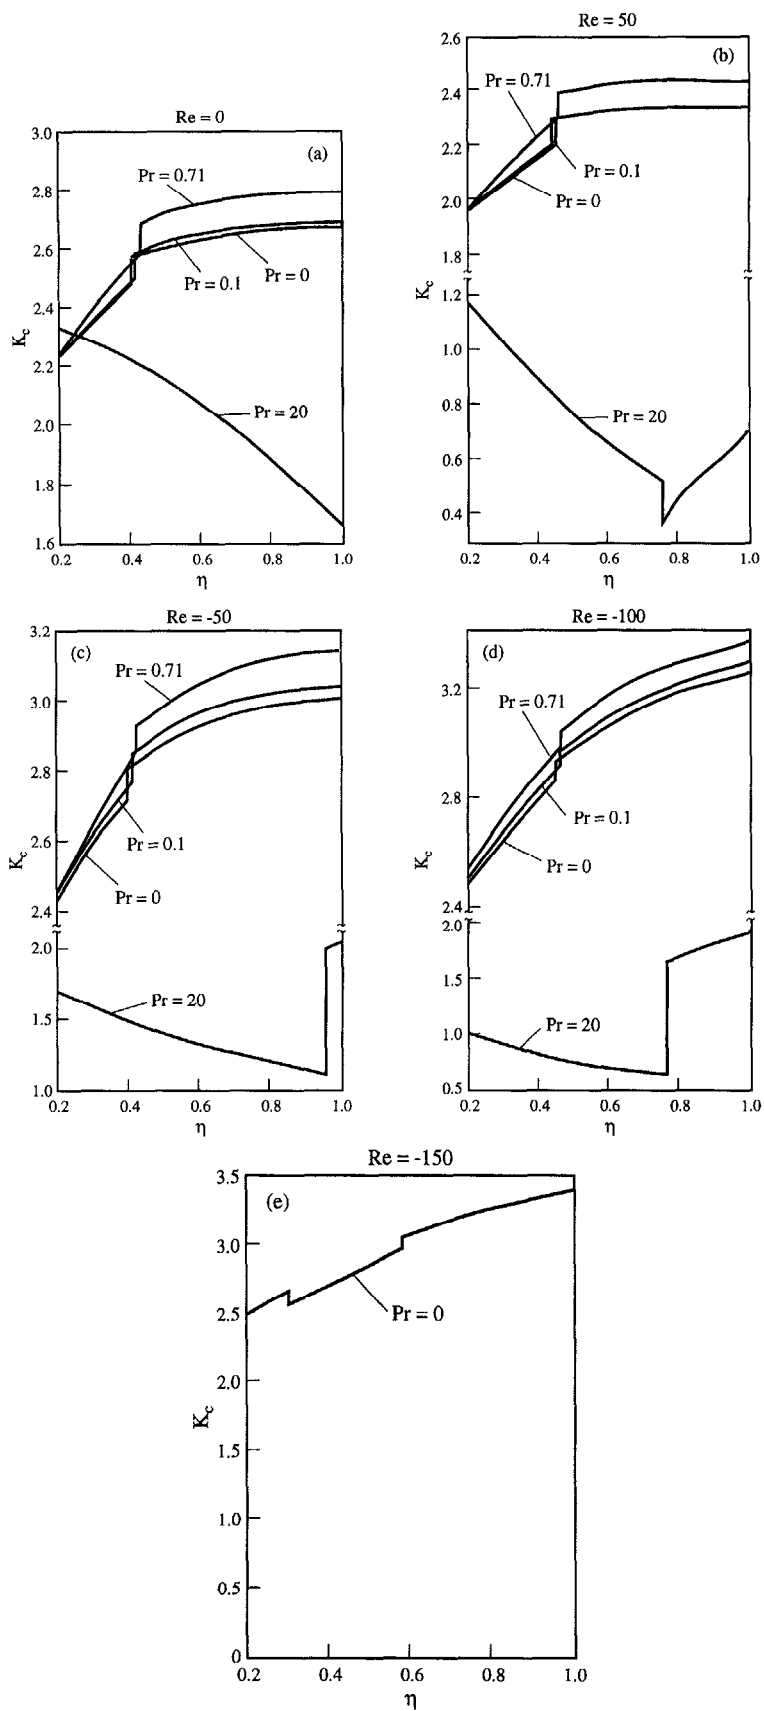 Re = 0
(a)
3.0
2.8
2.6
2.4
2.2
2.0
1.8
1.6
K_c
Pr = 0.71
Pr = 0.1
Pr = 0
Pr = 20
0.2 0.4 0.6 0.8 1.0
η
Re = 50
(b)
2.6
2.4
2.2
2.0
1.8
1.2
1.0
0.8
0.6
0.4
K_c
Pr = 0.71
Pr = 0.1
Pr = 0
Pr = 20
0.2 0.4 0.6 0.8 1.0
η
Re = -50
(c)
3.2
3.0
2.8
2.6
2.4
2.0
1.5
1.0
K_c
Pr = 0.71
Pr = 0.1
Pr = 0
Pr = 20
0.2 0.4 0.6 0.8 1.0
η
Re = -100
(d)
3.2
2.8
2.4
2.0
1.5
1.0
0.5
K_c
Pr = 0.71
Pr = 0.1
Pr = 0
Pr = 20
0.2 0.4 0.6 0.8 1.0
η
Re = -150
(e)
3.5
3.0
2.5
2.0
1.5
1.0
0.5
0
K_c
Pr = 0
0.2 0.4 0.6 0.8 1.0
η